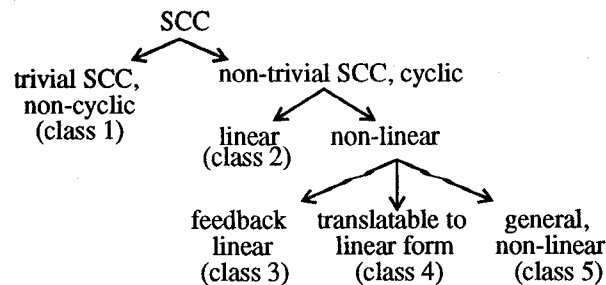 SCC
trivial SCC,
non-cyclic
(class 1)
non-trivial SCC, cyclic
linear
(class 2)
non-linear
feedback
linear
(class 3)
translatable to
linear form
(class 4)
general,
non-linear
(class 5)